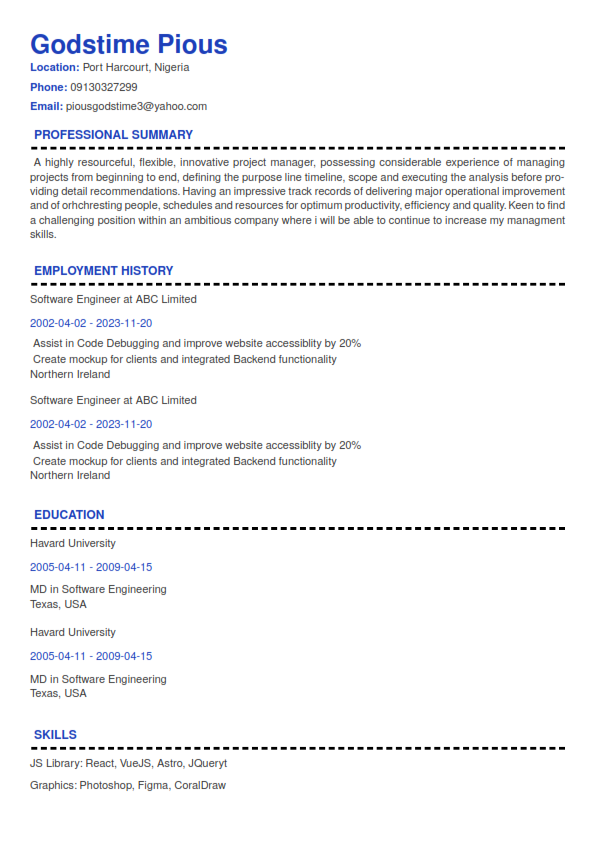 Godstime Pious
Location: Port Harcourt, Nigeria
Phone: 09130327299
Email: piousgodstime3@yahoo.com
PROFESSIONAL SUMMARY
A highly resourceful, flexible, innovative project manager, possessing considerable experience of managing
projects from beginning to end, defining the purpose line timeline, scope and executing the analysis before pro-
viding detail recommendations. Having an impressive track records of delivering major operational improvement
and of orhchresting people, schedules and resources for optimum productivity, efficiency and quality. Keen to find
a challenging position within an ambitious company where i will be able to continue to increase my managment
skills.
EMPLOYMENT HISTORY
Software Engineer at ABC Limited
2002-04-02 - 2023-11-20
Assist in Code Debugging and improve website accessiblity by 20%
Create mockup for clients and integrated Backend functionality
Northern Ireland
Software Engineer at ABC Limited
2002-04-02 - 2023-11-20
Assist in Code Debugging and improve website accessiblity by 20%
Create mockup for clients and integrated Backend functionality
Northern Ireland
EDUCATION
Havard University
2005-04-11 - 2009-04-15
MD in Software Engineering
Texas, USA
Havard University
2005-04-11 - 2009-04-15
MD in Software Engineering
Texas, USA
SKILLS
JS Library: React, VueJS, Astro, JQueryt
Graphics: Photoshop, Figma, CoralDraw